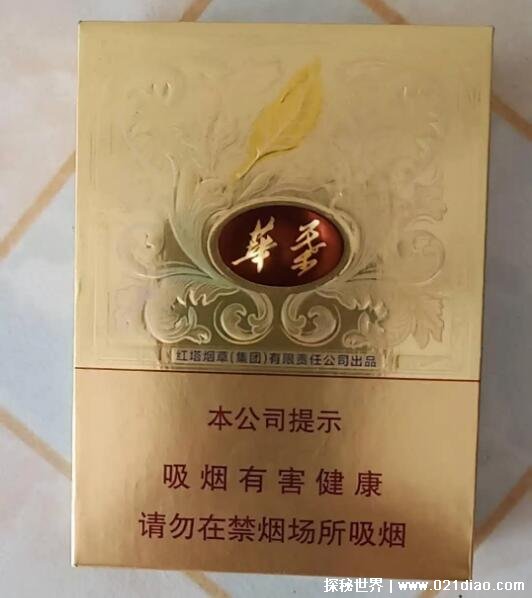 華葉
红塔烟草(集团)有限责任公司出品
本公司提示
吸烟有害健康
请勿在禁烟场所吸烟
探秘世界|www.021diao.com